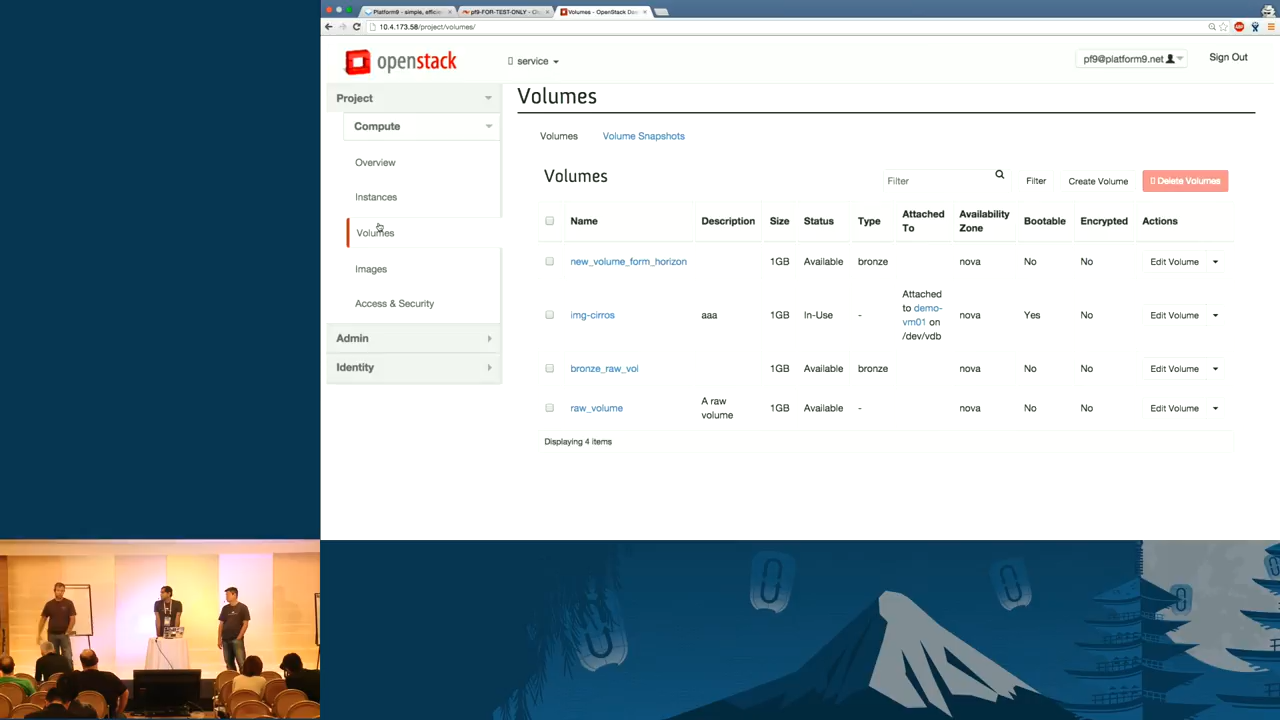 Platform9 - simple, efficie
pf9-FOR-TEST-ONLY - Ch
Volumes - OpenStack Das
10.4.173.58/project/volumes/
openstack
service
pf9@platform9.net
Sign Out
Project
Compute
Overview
Instances
Volumes
Images
Access & Security
Admin
Identity
Volumes
Volumes Volume Snapshots
Volumes
Filter
Filter
Create Volume
Delete Volumes
Name Description Size Status Type Attached To Availability Zone Bootable Encrypted Actions
new_volume_form_horizon 1GB Available bronze nova No No Edit Volume
img-cirros aaa 1GB In-Use - Attached to demo-vm01 on /dev/vdb nova Yes No Edit Volume
bronze_raw_vol 1GB Available bronze nova No No Edit Volume
raw_volume A raw volume 1GB Available - nova No No Edit Volume
Displaying 4 items